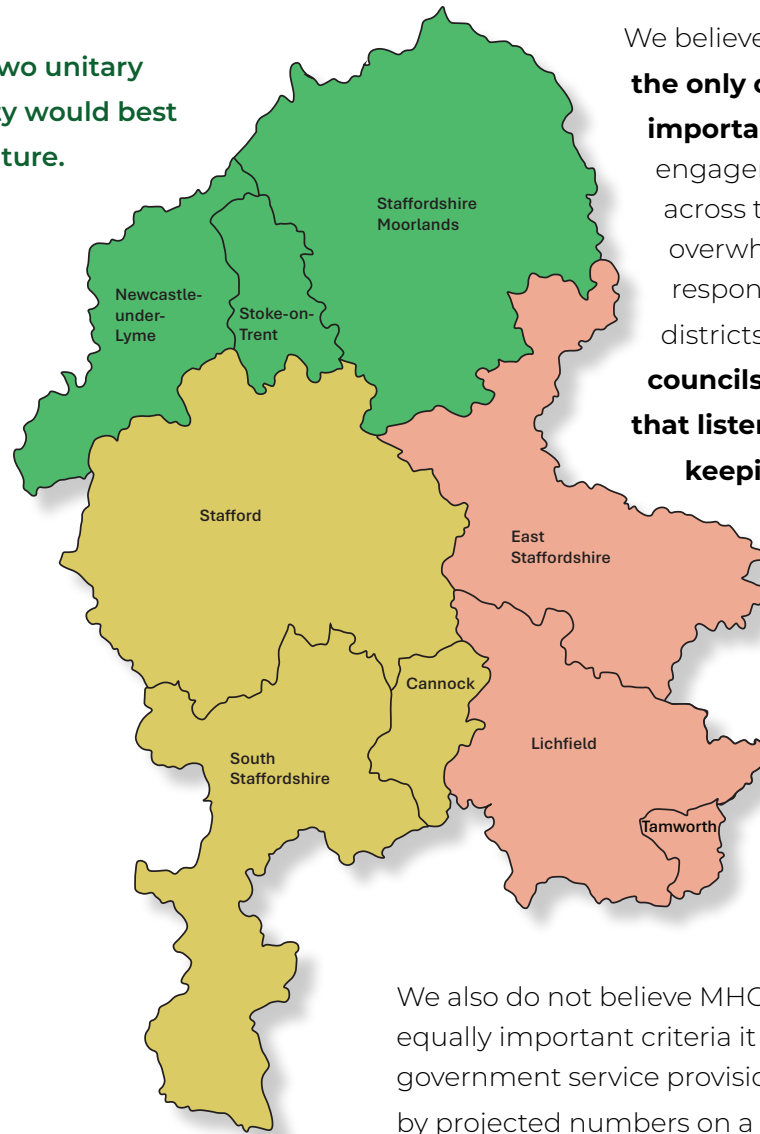 wo unitary
ty would best
ture.
We believe
the only
importa
engager
across t
overwh
respon
districts
councils
that lister
keepi
Staffordshire
Moorlands
Newcastle-
under-
Lyme
Stoke-on-
Trent
Stafford
East
Staffordshire
Cannock
South
Staffordshire
Lichfield
Tamworth
We also do not believe MHC
equally important criteria it
government service provisio
by projected numbers on a